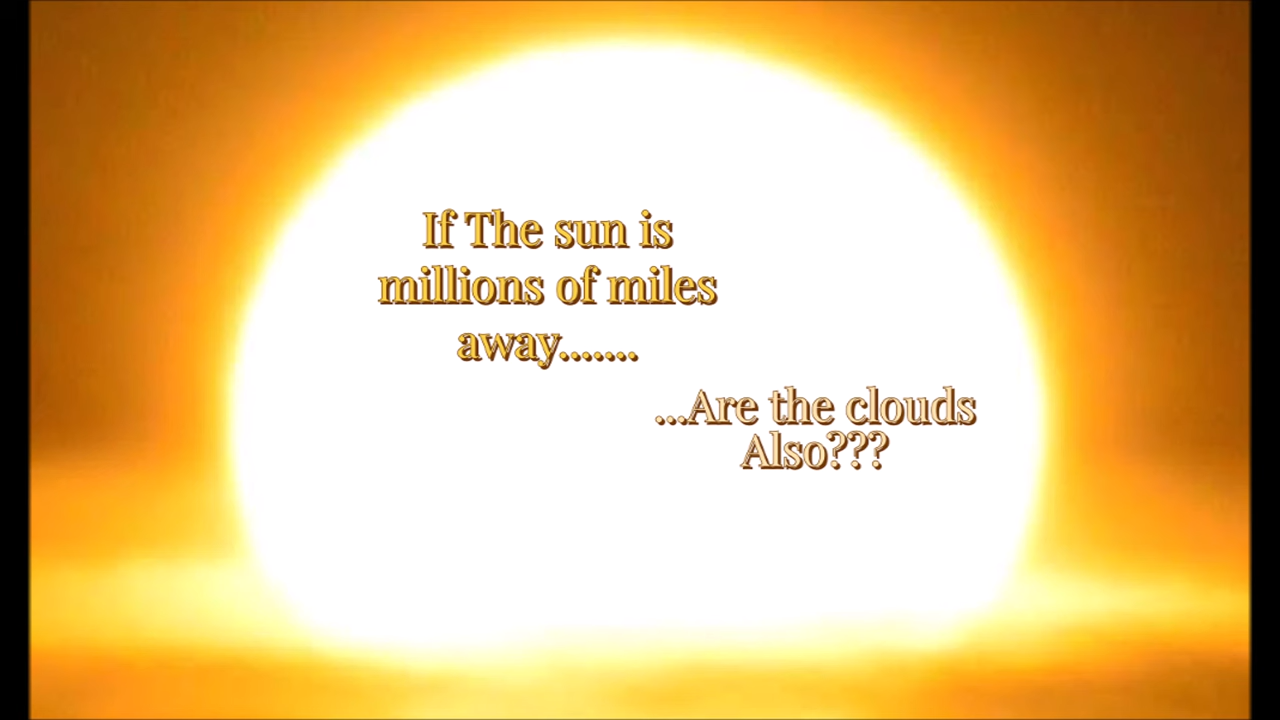 If The sun is
millions of miles
away.......
...Are the clouds
Also???